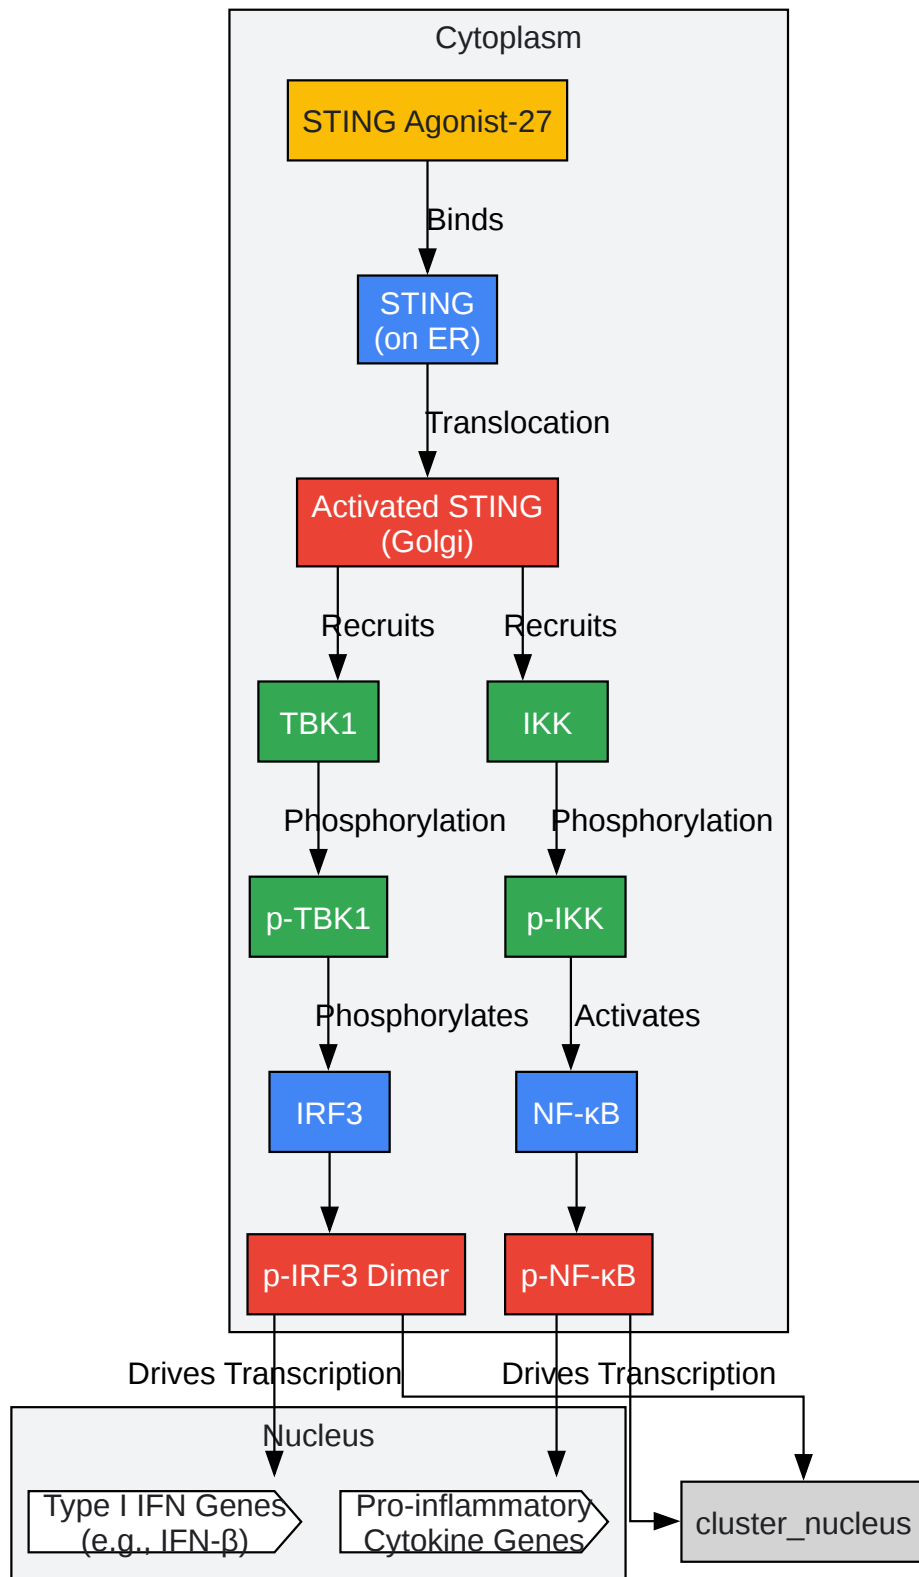 Cytoplasm
STING Agonist-27
Binds
STING
(on ER)
Translocation
Activated STING
(Golgi)
Recruits
Recruits
TBK1
IKK
Phosphorylation
Phosphorylation
p-TBK1
p-IKK
Phosphorylates
Activates
IRF3
NF-κB
p-IRF3 Dimer
p-NF-κB
Drives Transcription
Drives Transcription
Nucleus
Type I IFN Genes
(e.g., IFN-β)
Pro-inflammatory
Cytokine Genes
cluster_nucleus